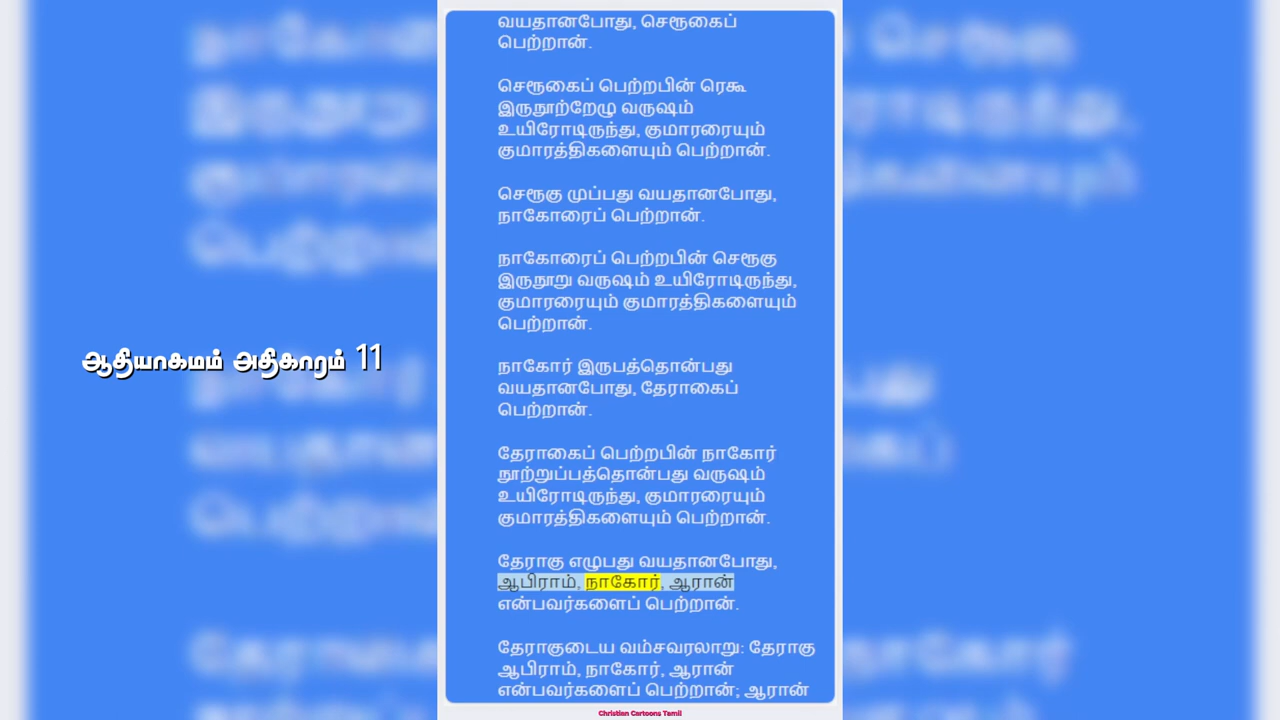 வயதானபோது, செரூகைப்
பெற்றான்.
செரூகைப் பெற்றபின் ரெகூ
இருநூற்றேழு வருஷம்
உயிரோடிருந்து, குமாரரையும்
குமாரத்திகளையும் பெற்றான்.
செரூகு முப்பது வயதானபோது,
நாகோரைப் பெற்றான்.
நாகோரைப் பெற்றபின் செரூகு
இருநூறு வருஷம் உயிரோடிருந்து,
குமாரரையும் குமாரத்திகளையும்
பெற்றான்.
ஆதியாகமம் அதிகாரம் 11
நாகோர் இருபத்தொன்பது
வயதானபோது, தேராகைப்
பெற்றான்.
தேராகைப் பெற்றபின் நாகோர்
நூற்றுப்பத்தொன்பது வருஷம்
உயிரோடிருந்து, குமாரரையும்
குமாரத்திகளையும் பெற்றான்.
தேராகு எழுபது வயதானபோது,
ஆபிராம், நாகோர், ஆரான்
என்பவர்களைப் பெற்றான்.
தேராகுடைய வம்சவரலாறு: தேராகு
ஆபிராம், நாகோர், ஆரான்
என்பவர்களைப் பெற்றான்; ஆரான்
Christian Cartoons Tamil